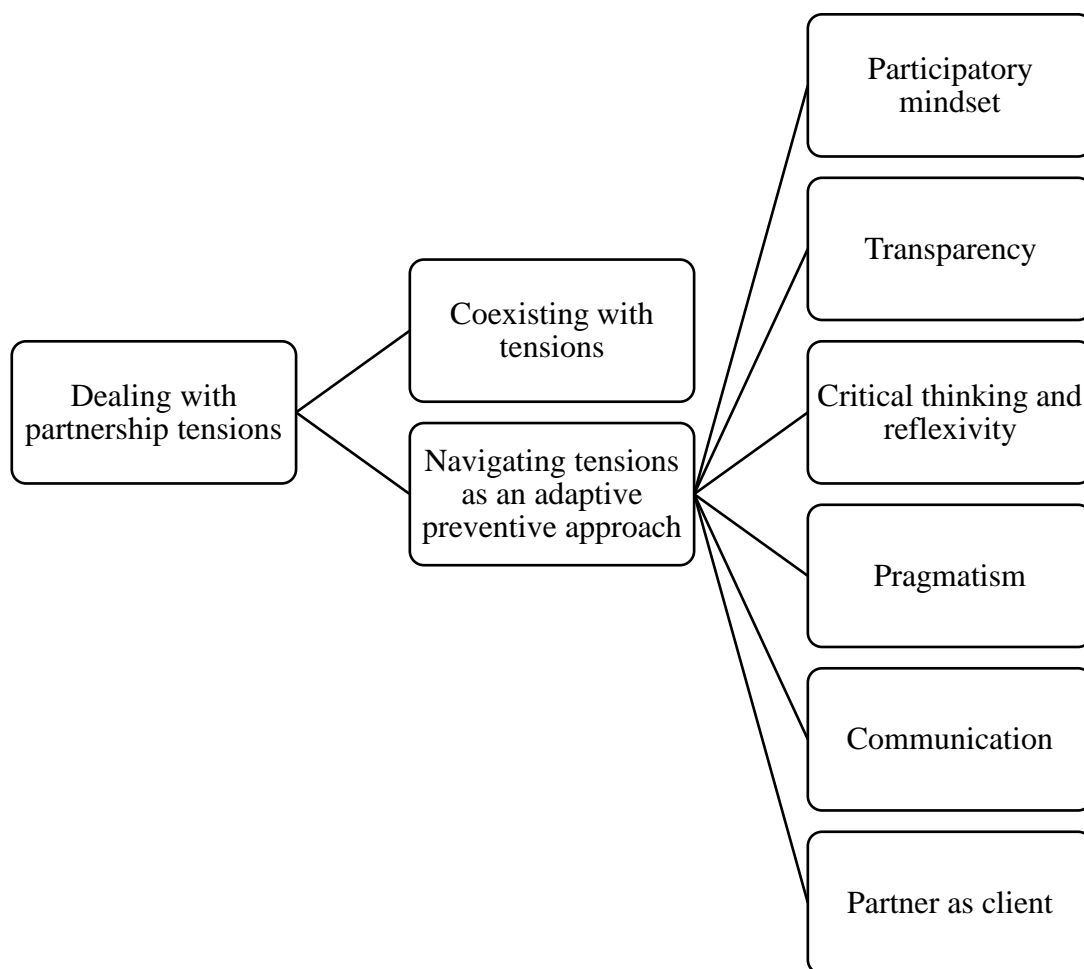 Dealing with
partnership tensions
Coexisting with
tensions
Navigating tensions
as an adaptive
preventive approach
Participatory
mindset
Transparency
Critical thinking and
reflexivity
Pragmatism
Communication
Partner as client